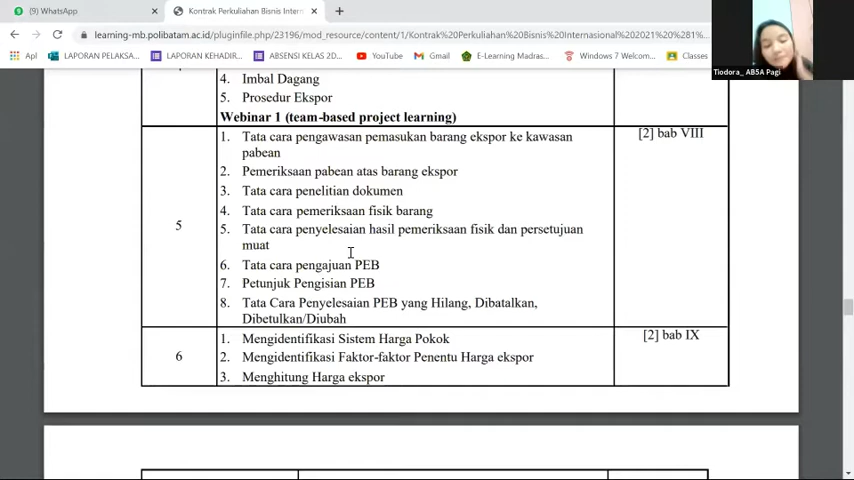 (9) WhatsApp
Kontrak Perkuliahan Bisnis Intern
learning-mb.polibatam.ac.id/pluginfile.php/23196/mod_resource/content/1/Kontrak%20Perkuliahan%20Bisnis%20Internasional%202021%20%281%...
Apl
LAPORAN PELAKSA...
LAPORAN KEHADIR...
ABSENSI KELAS 2D...
YouTube
Gmail
E-Learning Madras...
Windows 7 Welcom...
Classes
Tiodora_ AB5A Pagi
4. Imbal Dagang
5. Prosedur Ekspor
Webinar 1 (team-based project learning)
5
1. Tata cara pengawasan pemasukan barang ekspor ke kawasan
pabean
2. Pemeriksaan pabean atas barang ekspor
3. Tata cara penelitian dokumen
4. Tata cara pemeriksaan fisik barang
5. Tata cara penyelesaian hasil pemeriksaan fisik dan persetujuan
muat
6. Tata cara pengajuan PEB
7. Petunjuk Pengisian PEB
8. Tata Cara Penyelesaian PEB yang Hilang, Dibatalkan,
Dibetulkan/Diubah
[2] bab VIII
6
1. Mengidentifikasi Sistem Harga Pokok
2. Mengidentifikasi Faktor-faktor Penentu Harga ekspor
3. Menghitung Harga ekspor
[2] bab IX